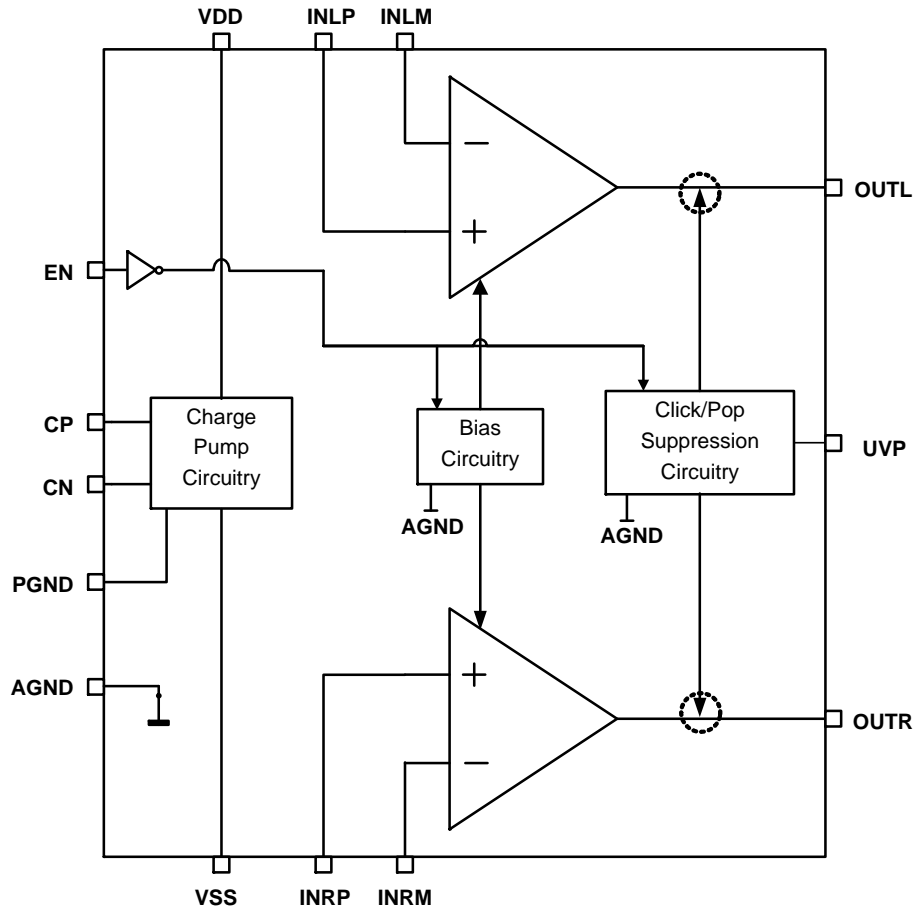 VDD
INLP
INLM
−
OUTL
+
EN
CP
Charge
Pump
Circuitry
Bias
Circuitry
Click/Pop
Suppression
Circuitry
UVP
CN
AGND
AGND
PGND
AGND
+
OUTR
−
VSS
INRP
INRM